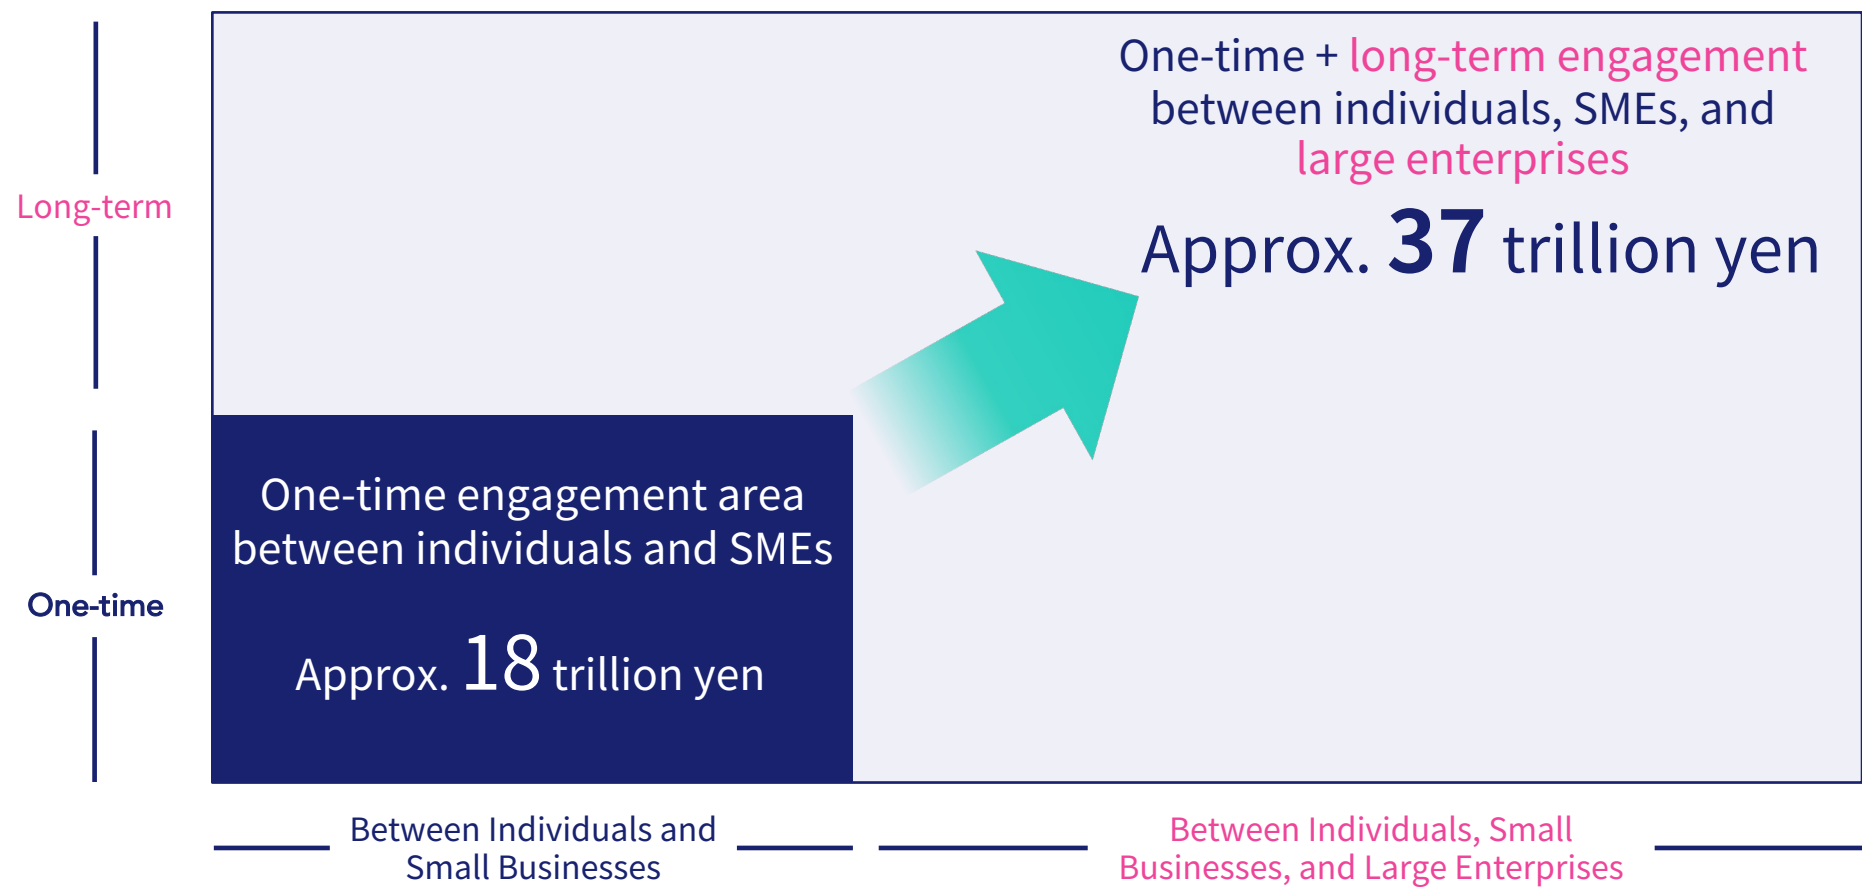 One-time + long-term engagement
between individuals, SMEs, and
large enterprises
Approx. 37 trillion yen
Long-term
One-time engagement area
between individuals and SMEs
Approx. 18 trillion yen
One-time
Between Individuals and
Small Businesses
Between Individuals, Small
Businesses, and Large Enterprises